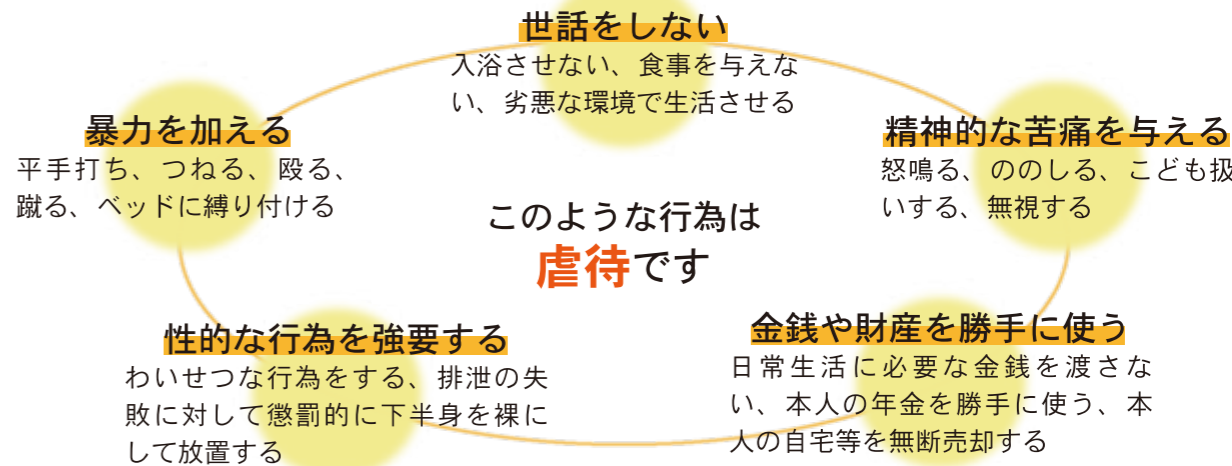 世話をしない
入浴させない、食事を与えな
い、劣悪な環境で生活させる
暴力を加える
平手打ち、つねる、殴る、
蹴る、ベッドに縛り付ける
精神的な苦痛を与える
怒鳴る、ののしる、こども扱
いする、無視する
このような行為は
虐待です
性的な行為を強要する
わいせつな行為をする、排泄の失
敗に対して懲罰的に下半身を裸に
して放置する
金銭や財産を勝手に使う
日常生活に必要な金銭を渡さな
い、本人の年金を勝手に使う、本
人の自宅等を無断売却する